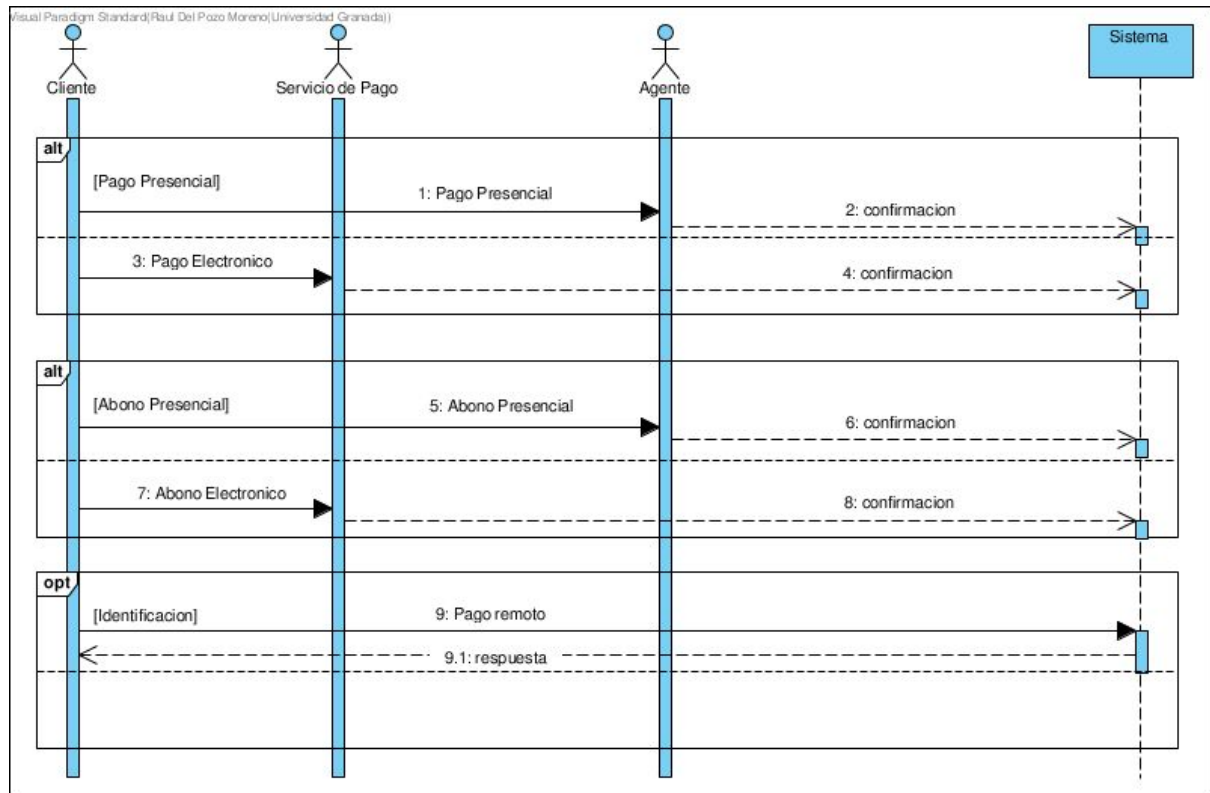 Visual Paradigm Standard(Raul Del Pozo Moreno(Universidad Granada))
Cliente
Servicio de Pago
Agente
Sistema
alt
[Pago Presencial]
1: Pago Presencial
2: confirmacion
3: Pago Electronico
4: confirmacion
alt
[Abono Presencial]
5: Abono Presencial
6: confirmacion
7: Abono Electronico
8: confirmacion
opt
[Identificacion]
9: Pago remoto
9.1: respuesta